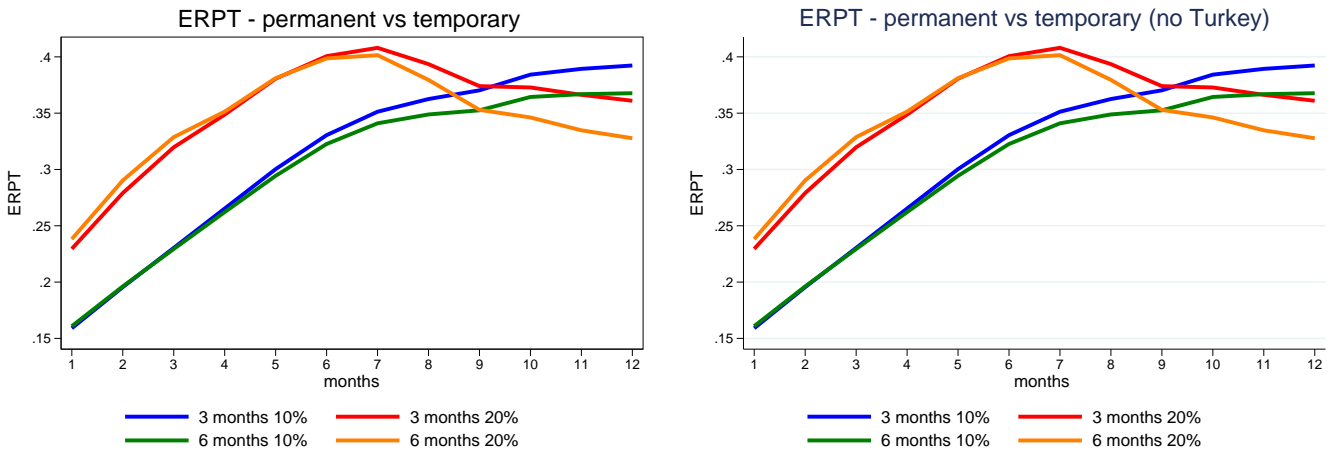 ERPT - permanent vs temporary
ERPT
.4
.35
.3
.25
.2
.15
1 2 3 4 5 6 7 8 9 10 11 12
months
3 months 10% 3 months 20%
6 months 10% 6 months 20%
ERPT - permanent vs temporary (no Turkey)
ERPT
.4
.35
.3
.25
.2
.15
1 2 3 4 5 6 7 8 9 10 11 12
months
3 months 10% 3 months 20%
6 months 10% 6 months 20%